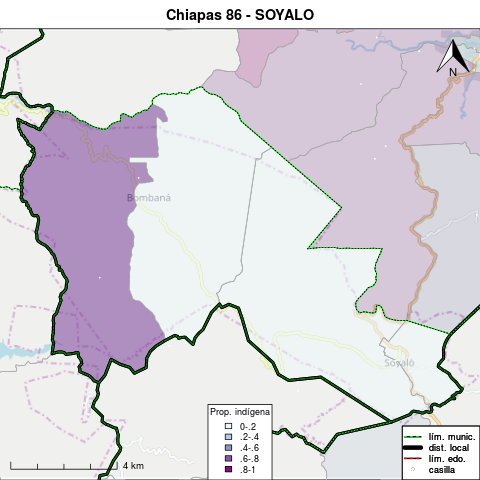 Chiapas 86 - SOYALO
N
Bombaná
Soyaló
Prop. indígena
0-.2
.2-.4
.4-.6
.6-.8
.8-1
4 km
lím. munic.
dist. local
lím. edo.
casilla